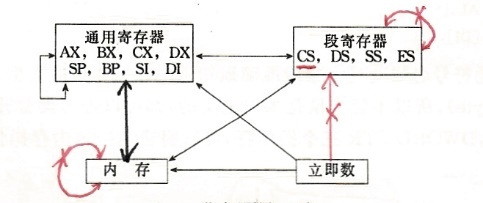 通用寄存器
AX, BX, CX, DX
SP, BP, SI, DI
段寄存器
CS, DS, SS, ES
内 存
立即数